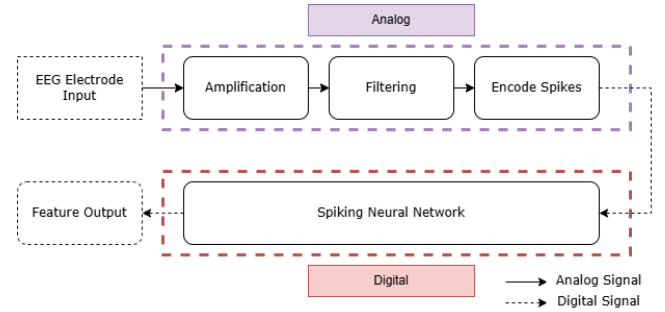 Analog
EEG Electrode
Input
Amplification
Filtering
Encode Spikes
Feature Output
Spiking Neural Network
Digital
Analog Signal
Digital Signal